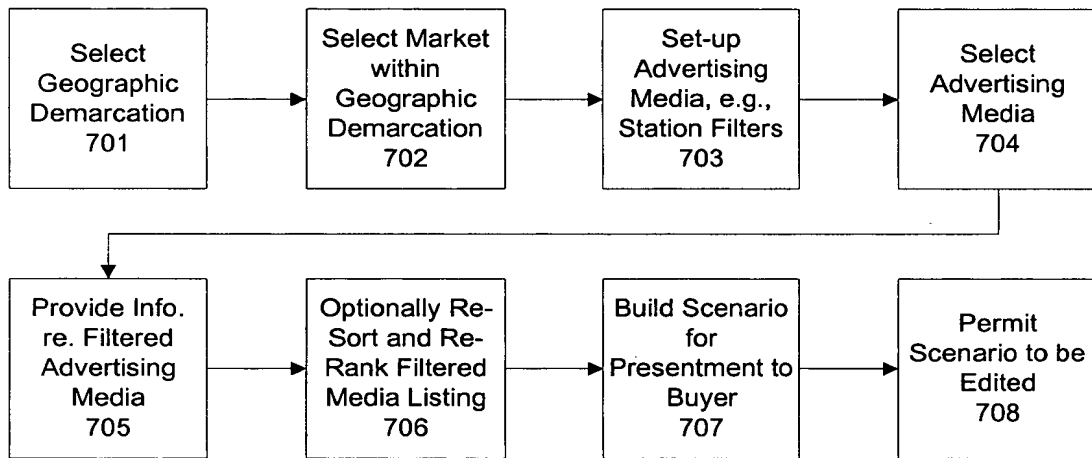 Select
Geographic
Demarcation
701
Select Market
within
Geographic
Demarcation
702
Set-up
Advertising
Media, e.g.,
Station Filters
703
Select
Advertising
Media
704
Provide Info.
re. Filtered
Advertising
Media
705
Optionally Re-
Sort and Re-
Rank Filtered
Media Listing
706
Build Scenario
for
Presentment to
Buyer
707
Permit
Scenario to be
Edited
708